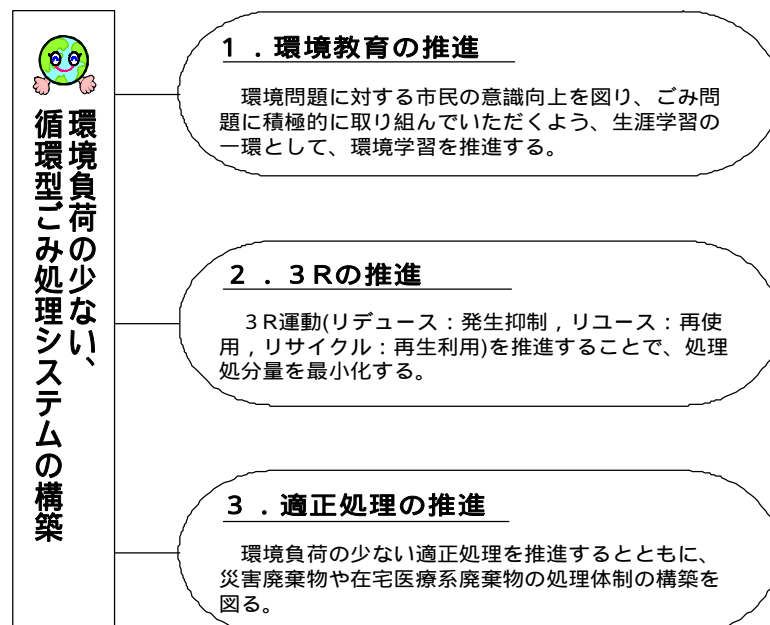 環境負荷の少ない、
循環型ごみ処理システムの構築
１．環境教育の推進
環境問題に対する市民の意識向上を図り、ごみ問
題に積極的に取り組んでいただくよう、生涯学習の
一環として、環境学習を推進する。
２．３Rの推進
３R運動(リデュース：発生抑制，リユース：再使
用，リサイクル：再生利用)を推進することで、処理
処分量を最小化する。
３．適正処理の推進
環境負荷の少ない適正処理を推進するとともに、
災害廃棄物や在宅医療系廃棄物の処理体制の構築を
図る。